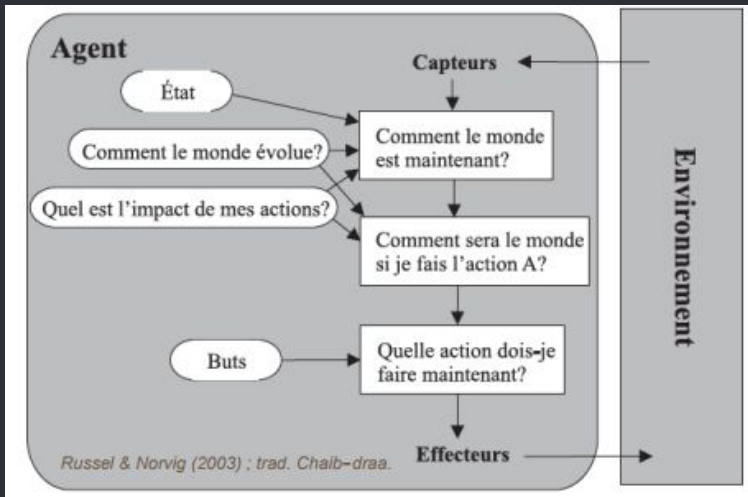 Agent
Capteurs
État
Comment le monde évolue?
Comment le monde
est maintenant?
Quel est l'impact de mes actions?
Comment sera le monde
si je fais l'action A?
Buts
Quelle action dois-je
faire maintenant?
Effecteurs
Russel & Norvig (2003) ; trad. Chaib-draa.
Environnement